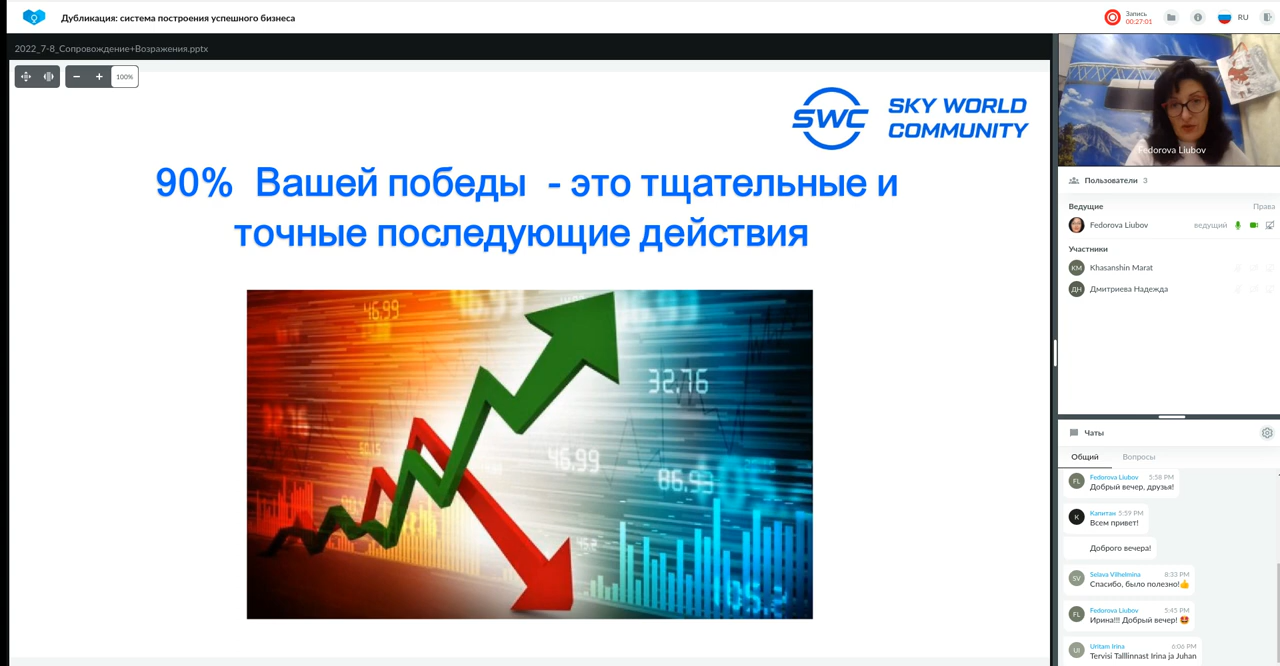 Дубликация: система построения успешного бизнеса
Запись
00:27:01
RU
2022_7-8_Сопровождение+Возражения.pptx
100%
SWC
SKY WORLD
COMMUNITY
90% Вашей победы - это тщательные и
точные последующие действия
46.99
32.16
46.99
86.93
45.2
Fedorova Liubov
Пользователи 3
Ведущие
Права
Fedorova Liubov
ведущий
Участники
KM
Khasanshin Marat
ДН
Дмитриева Надежда
Чаты
Общий
Вопросы
FL
Fedorova Liubov 5:58 PM
Добрый вечер, друзья!
К
Капитан 5:59 PM
Всем привет!
Доброго вечера!
SV
Selava Vilhelmina 8:33 PM
Спасибо, было полезно!👍
FL
Fedorova Liubov 5:45 PM
Ирина!!! Добрый вечер! 🤩
UI
Uritam Irina 6:06 PM
Tervisi Talllinnast Irina ja Juhan